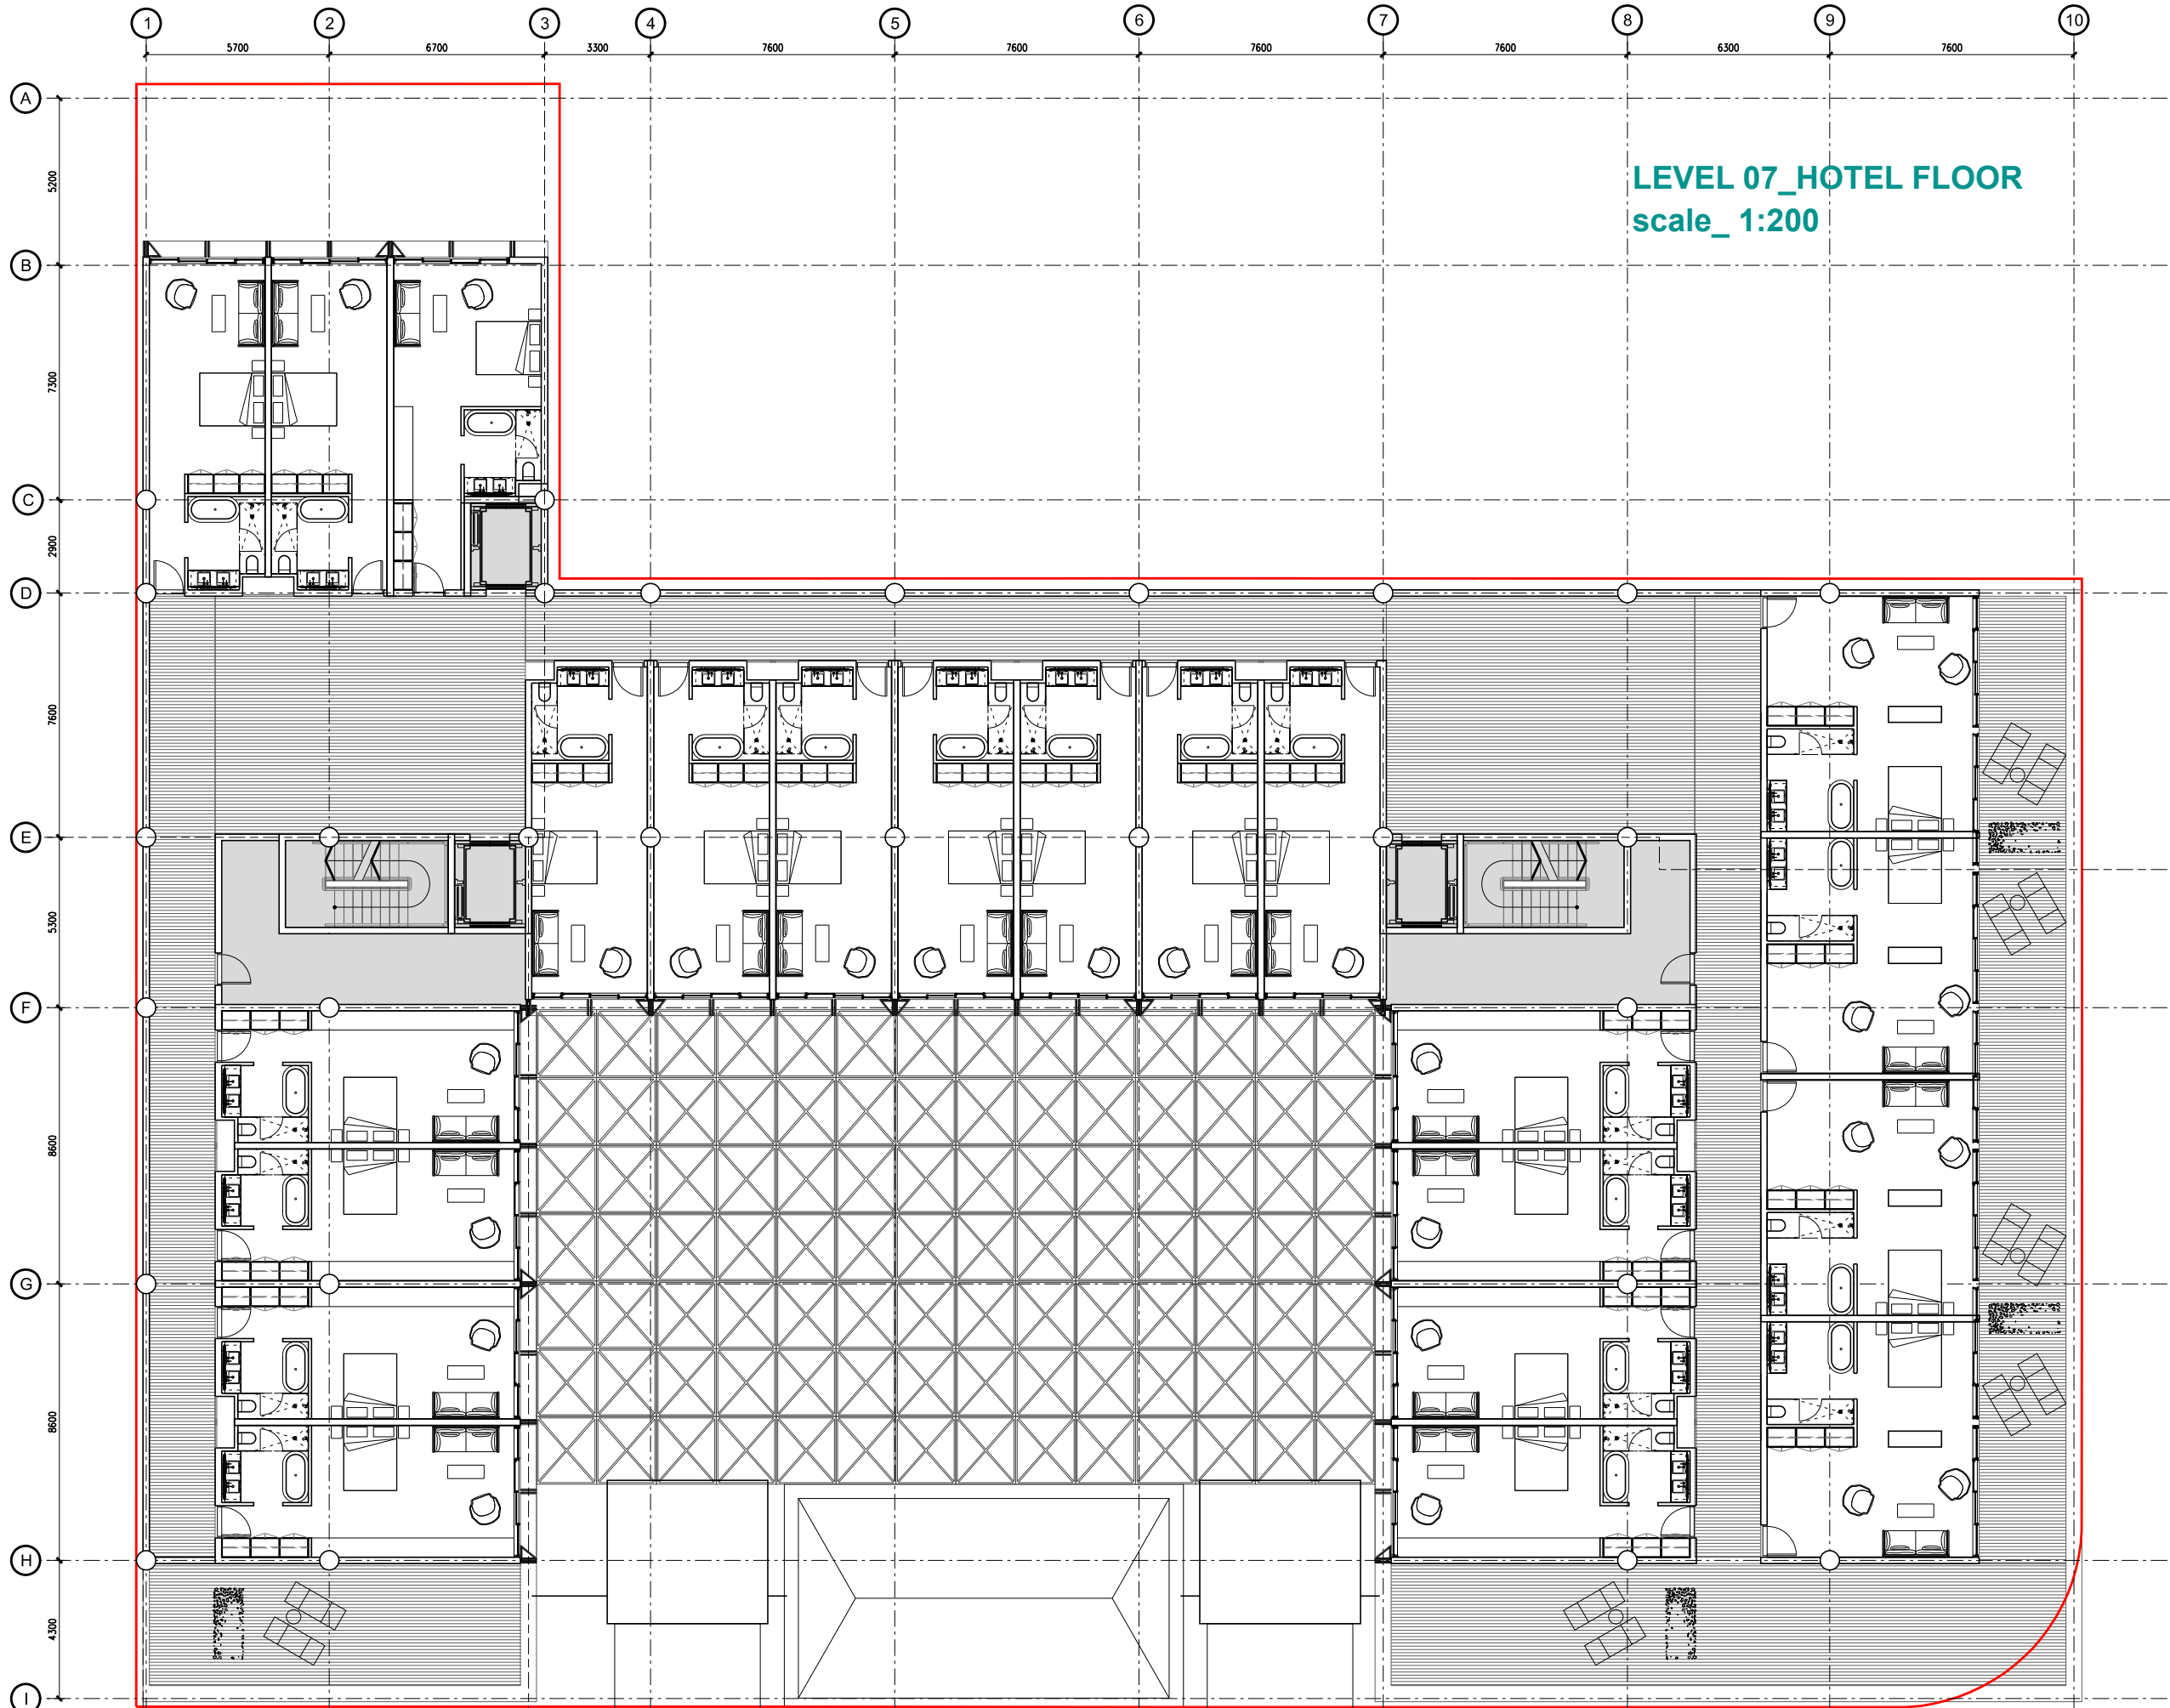 1 2 3 4 5 6 7 8 9 10
5700 6700 3300 7600 7600 7600 7600 6300 7600
A
5200
LEVEL 07_HOTEL FLOOR
scale_ 1:200
B
7300
C
2900
D
7600
E
5300
F
8600
G
8600
H
4300
I